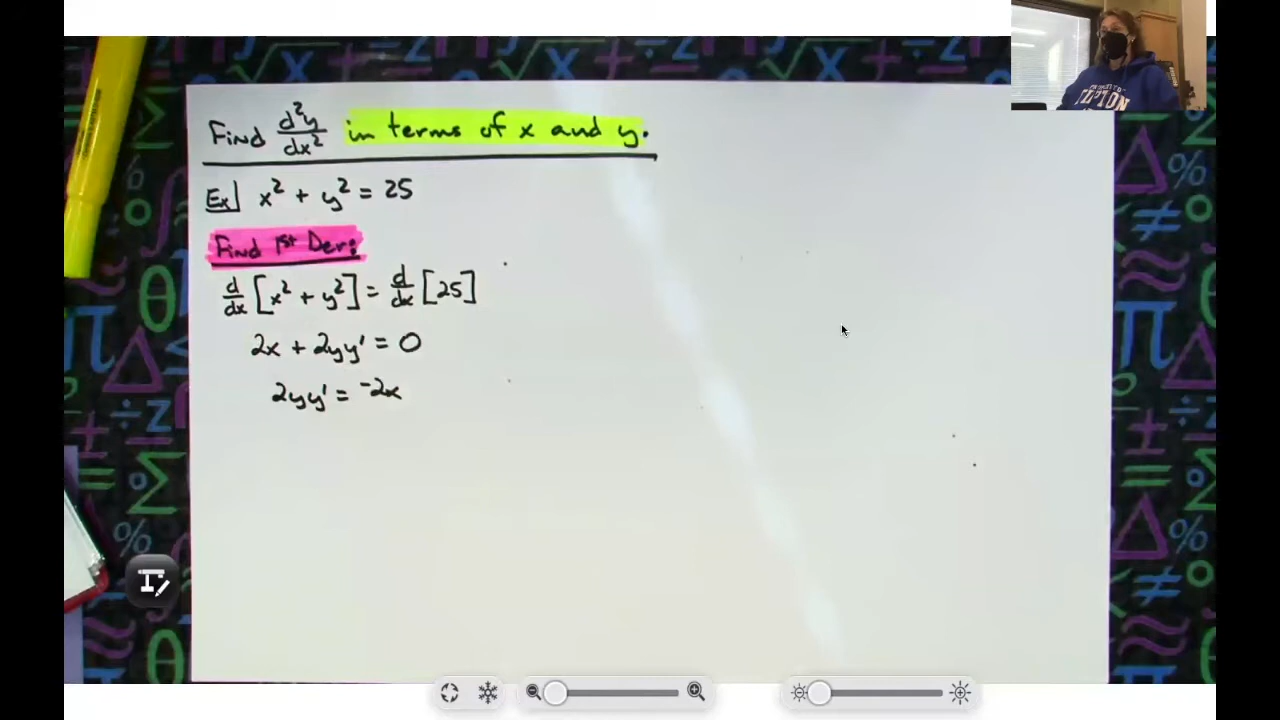 Find d²y/dx² in terms of x and y.
Ex] x² + y² = 25
Find 1st Der:
d/dx [x² + y²] = d/dx [25]
2x + 2yy' = 0
2yy' = ⁻2x
TIPTON